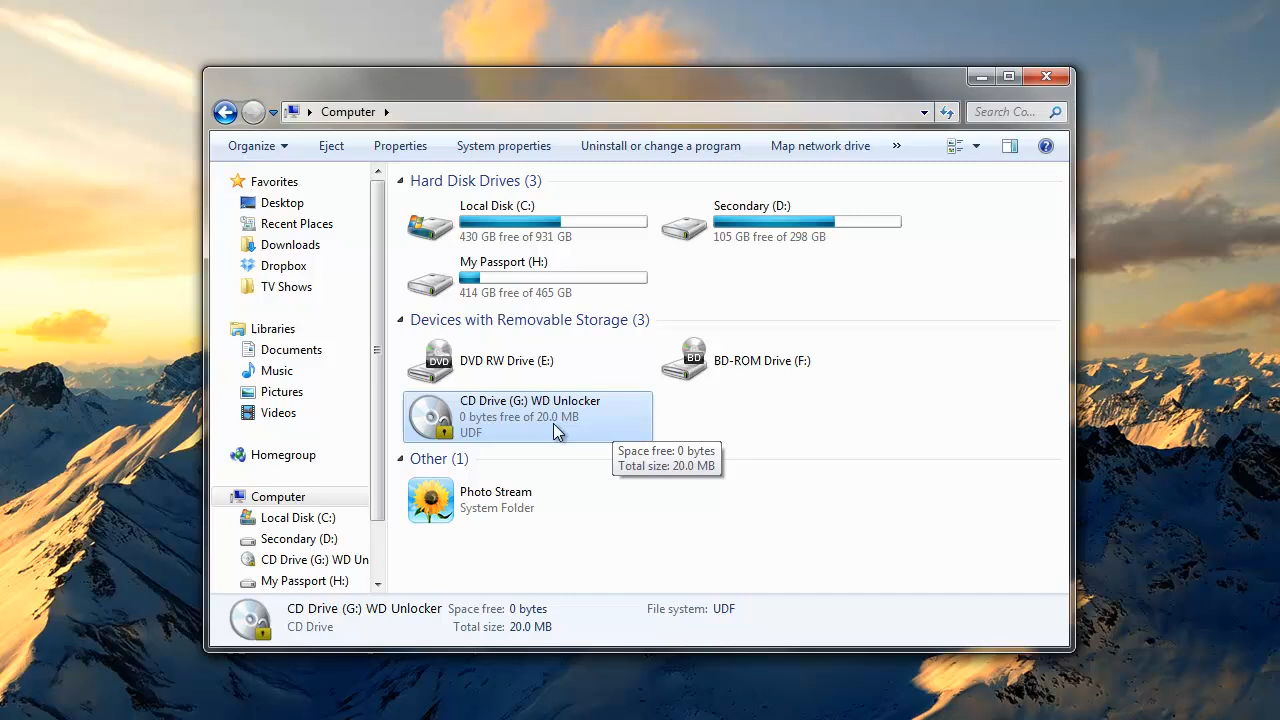 Computer
Search Co...
Organize
Eject
Properties
System properties
Uninstall or change a program
Map network drive
»
Favorites
Desktop
Recent Places
Downloads
Dropbox
TV Shows
Libraries
Documents
Music
Pictures
Videos
Homegroup
Computer
Local Disk (C:)
Secondary (D:)
CD Drive (G:) WD Un
My Passport (H:)
Hard Disk Drives (3)
Local Disk (C:)
430 GB free of 931 GB
Secondary (D:)
105 GB free of 298 GB
My Passport (H:)
414 GB free of 465 GB
Devices with Removable Storage (3)
DVD
DVD RW Drive (E:)
BD
BD-ROM Drive (F:)
CD Drive (G:) WD Unlocker
0 bytes free of 20.0 MB
UDF
Space free: 0 bytes
Total size: 20.0 MB
Other (1)
Photo Stream
System Folder
CD Drive (G:) WD Unlocker Space free: 0 bytes File system: UDF
CD Drive Total size: 20.0 MB